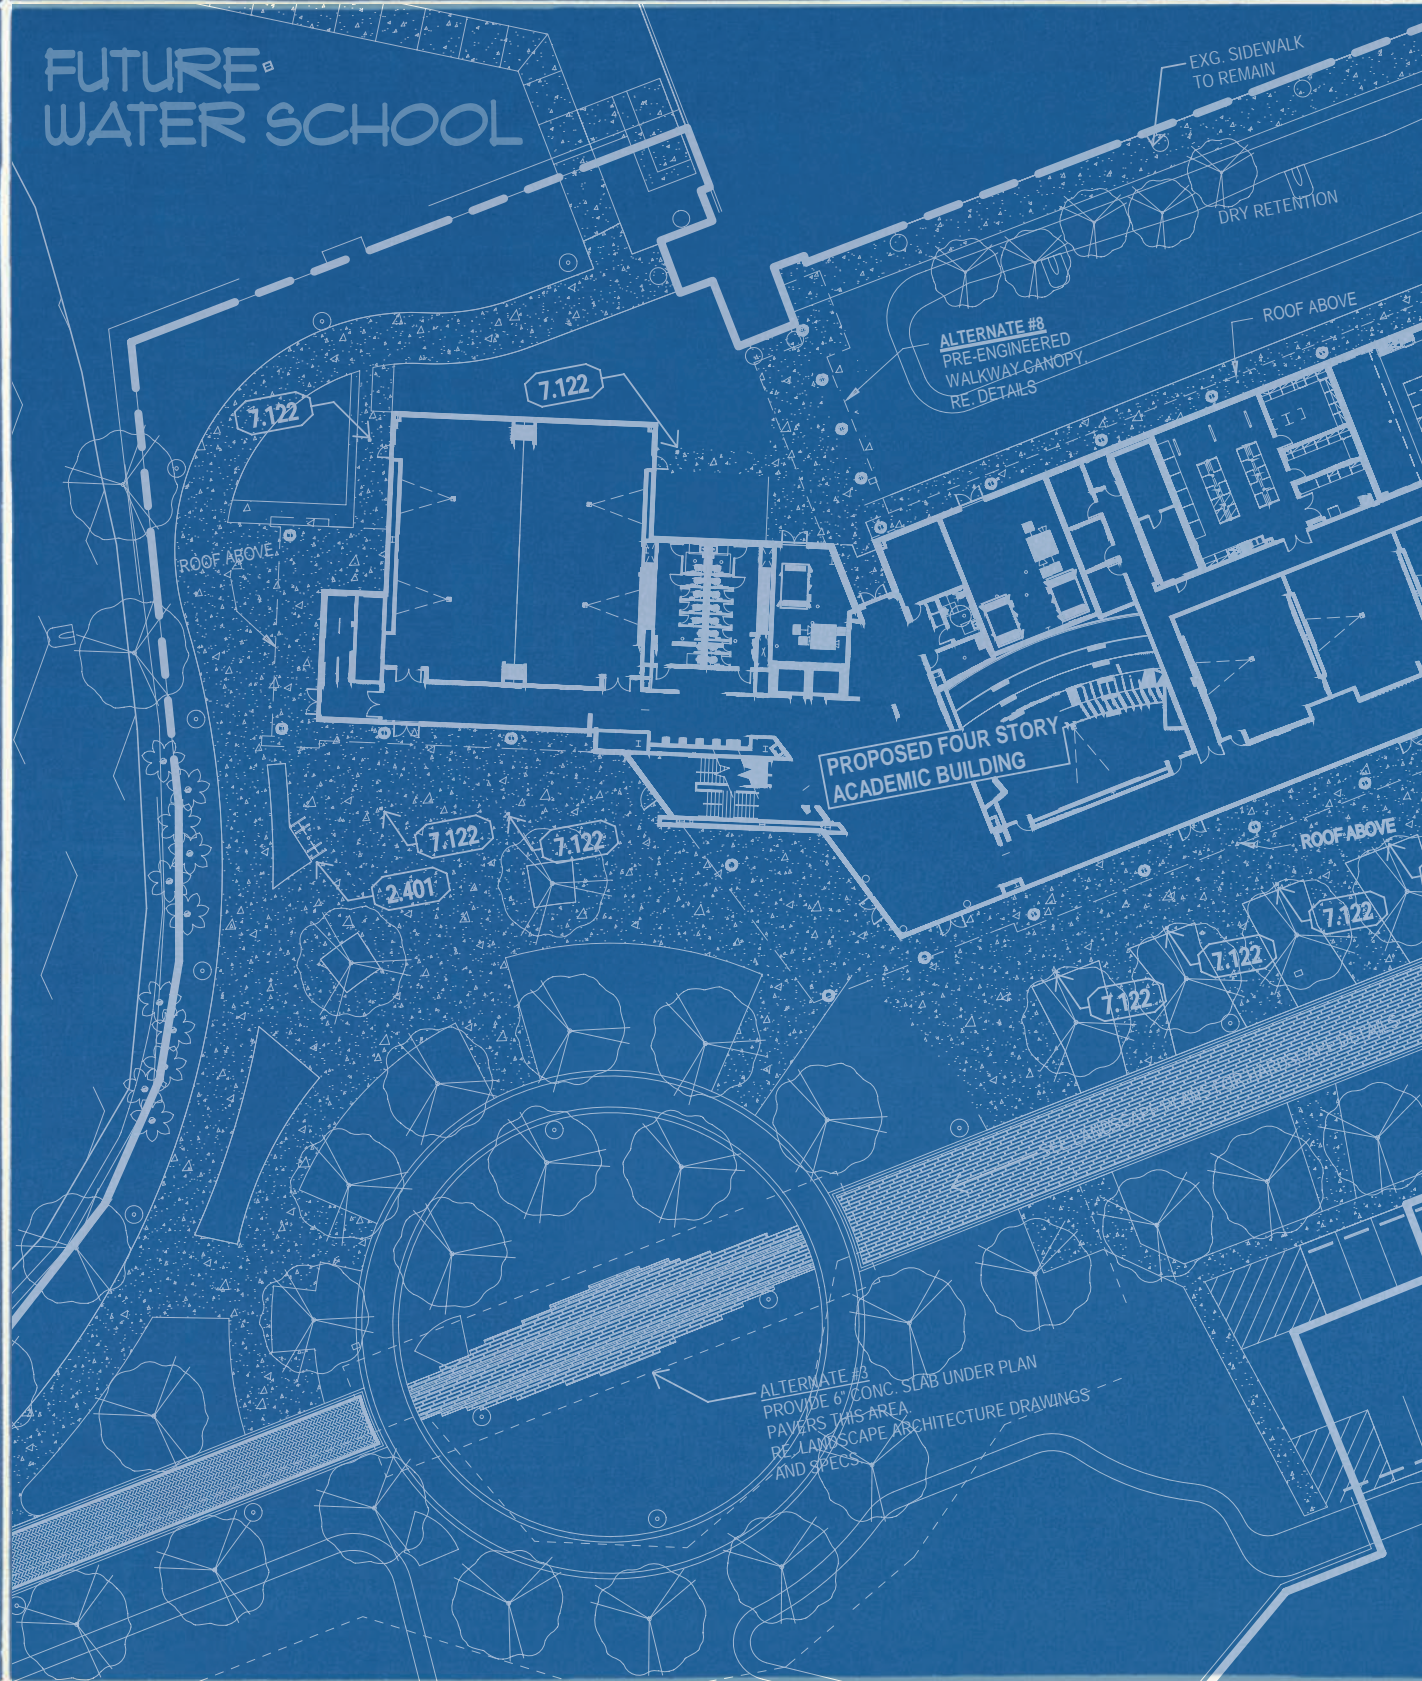 FUTURE
WATER SCHOOL
EXG. SIDEWALK
TO REMAIN
DRY RETENTION
ROOF ABOVE
ALTERNATE #8
PRE-ENGINEERED
WALKWAY CANOPY.
RE. DETAILS
7.122
7.122
ROOF ABOVE
PROPOSED FOUR STORY
ACADEMIC BUILDING
7.122
7.122
2.401
ROOF ABOVE
7.122
7.122
7.122
ALTERNATE #3
PROVIDE 6" CONC. SLAB UNDER PLAN
PAVERS THIS AREA.
RE. LANDSCAPE ARCHITECTURE DRAWINGS
AND SPECS.